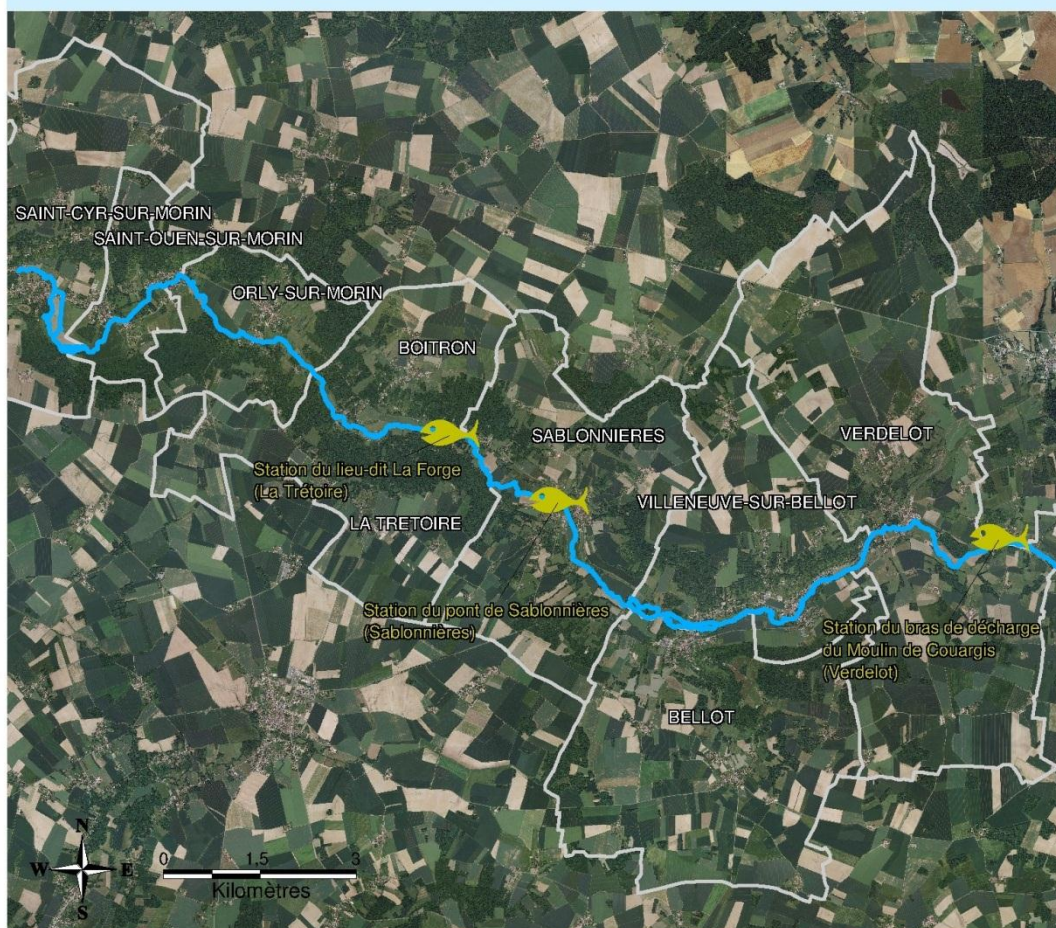 SAINT-CYR-SUR-MORIN
SAINT-OUEN-SUR-MORIN
ORLY-SUR-MORIN
BOITRON
SABLONNIERES
VERDELOT
Station du lieu-dit La Forge
(La Trétoire)
VILLENEUVE-SUR-BELLOT
LA TRETOIRE
Station du pont de Sablonnières
(Sablonnières)
Station du bras de décharge
du Moulin de Couargis
(Verdelot)
BELLOT
N
W
E
S
0 1,5 3
Kilomètres